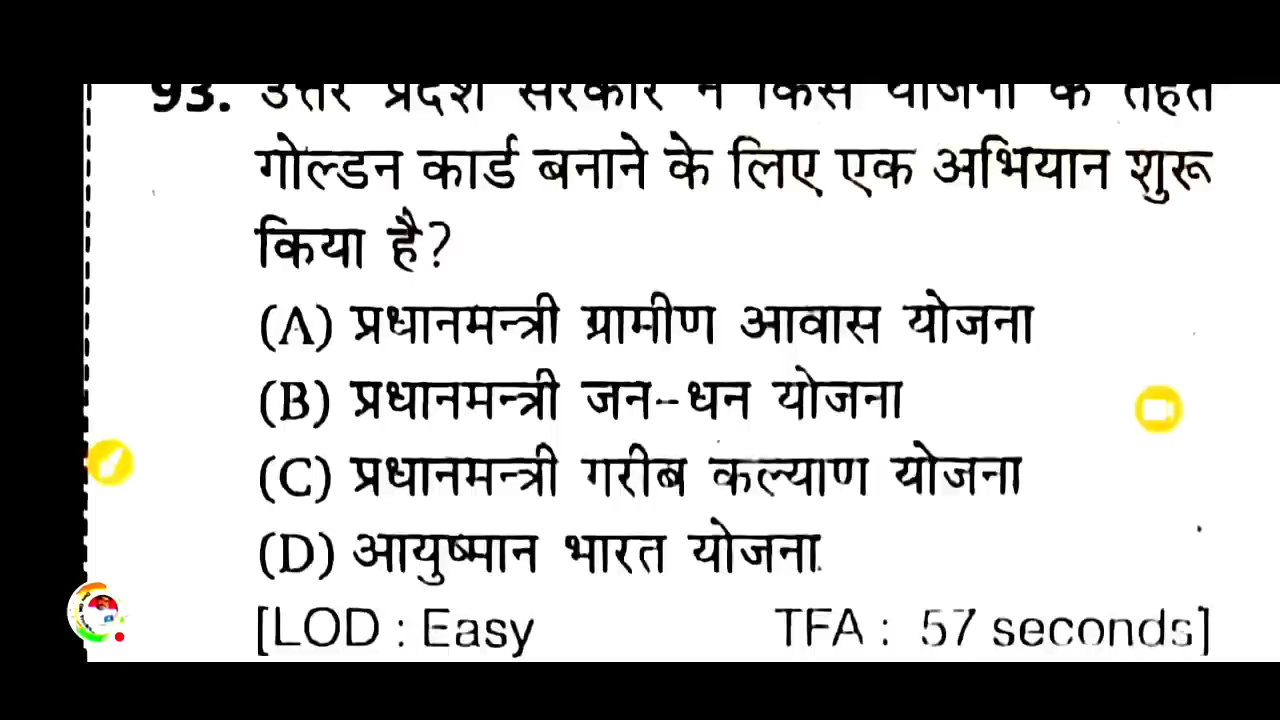 93. उत्तर प्रदेश सरकार ने किस योजना के तहत
गोल्डन कार्ड बनाने के लिए एक अभियान शुरू
किया है?
(A) प्रधानमन्त्री ग्रामीण आवास योजना
(B) प्रधानमन्त्री जन-धन योजना
(C) प्रधानमन्त्री गरीब कल्याण योजना
(D) आयुष्मान भारत योजना
[LOD : Easy TFA : 57 seconds]